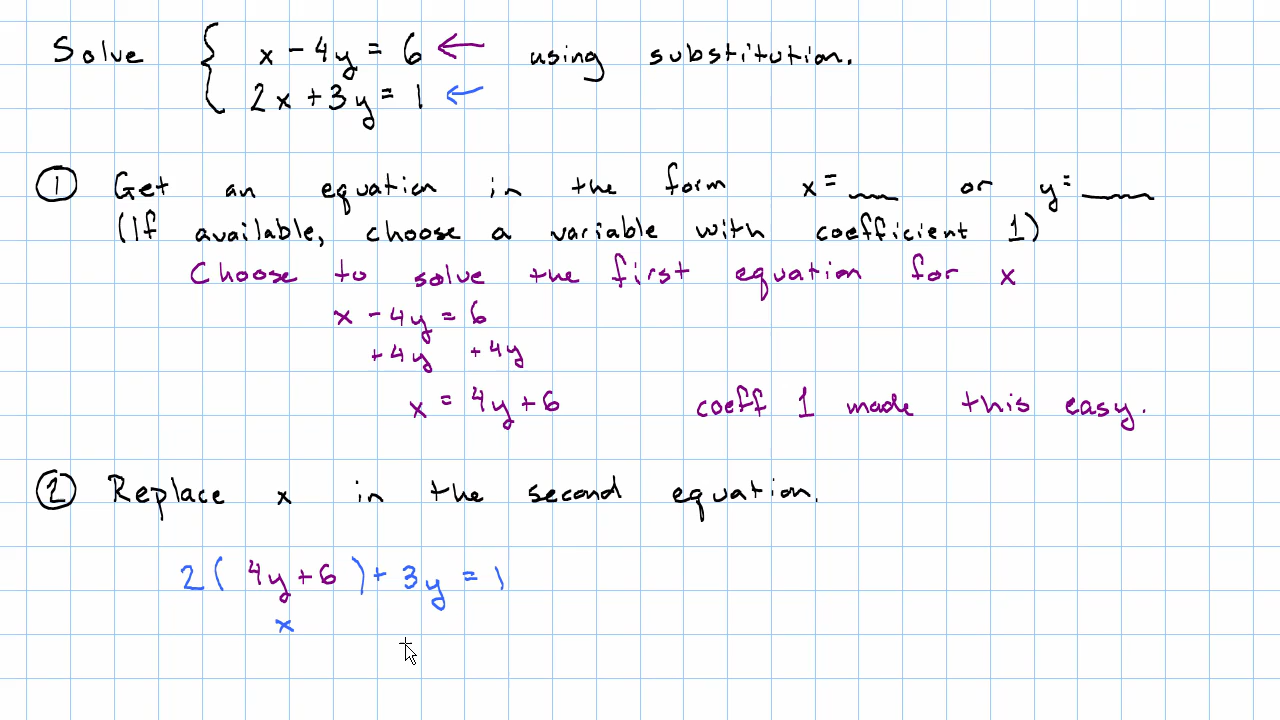 Solve { x - 4y = 6 ← using substitution.
2x + 3y = 1 ←
① Get an equation in the form x = __ or y = ___
(If available, choose a variable with coefficient 1)
Choose to solve the first equation for x
x - 4y = 6
+4y +4y
x = 4y + 6 coeff 1 made this easy.
② Replace x in the second equation.
2( 4y + 6 ) + 3y = 1
x